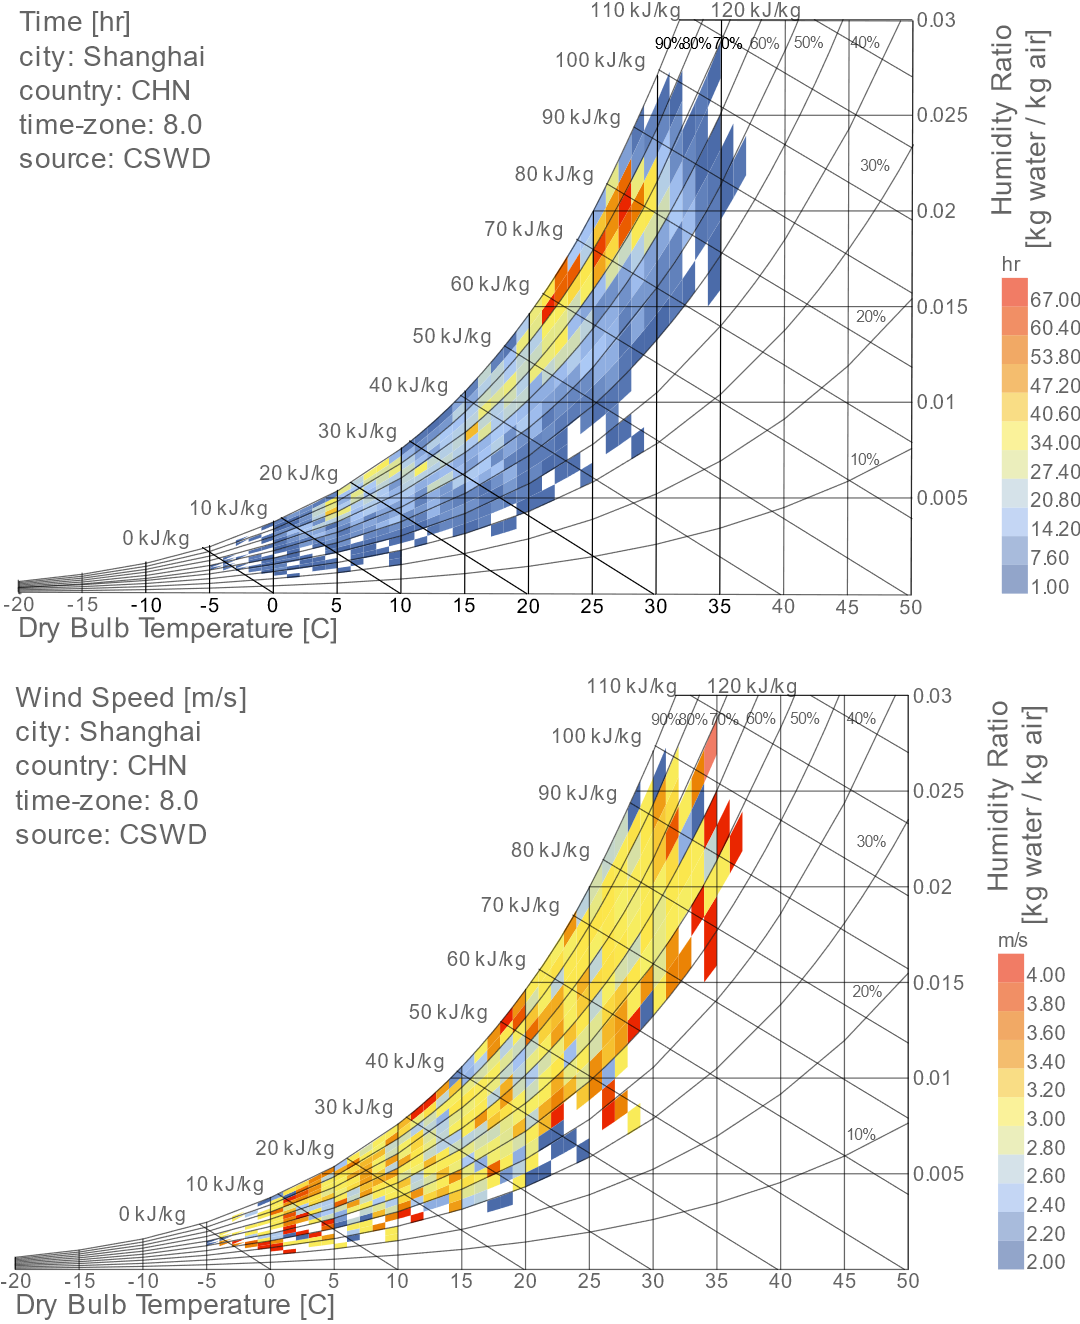 Time [hr]
city: Shanghai
country: CHN
time-zone: 8.0
source: CSWD
110 kJ/kg 120 kJ/kg
100 kJ/kg
90 kJ/kg
80 kJ/kg
70 kJ/kg
60 kJ/kg
50 kJ/kg
40 kJ/kg
30 kJ/kg
20 kJ/kg
10 kJ/kg
0 kJ/kg
90% 80% 70% 60% 50% 40%
30%
20%
10%
0.03
0.025
0.02
0.015
0.01
0.005
Humidity Ratio
[kg water / kg air]
hr
67.00
60.40
53.80
47.20
40.60
34.00
27.40
20.80
14.20
7.60
1.00
-20 -15 -10 -5 0 5 10 15 20 25 30 35 40 45 50
Dry Bulb Temperature [C]
Wind Speed [m/s]
city: Shanghai
country: CHN
time-zone: 8.0
source: CSWD
110 kJ/kg 120 kJ/kg
100 kJ/kg
90 kJ/kg
80 kJ/kg
70 kJ/kg
60 kJ/kg
50 kJ/kg
40 kJ/kg
30 kJ/kg
20 kJ/kg
10 kJ/kg
0 kJ/kg
90% 80% 70% 60% 50% 40%
30%
20%
10%
0.03
0.025
0.02
0.015
0.01
0.005
Humidity Ratio
[kg water / kg air]
m/s
4.00
3.80
3.60
3.40
3.20
3.00
2.80
2.60
2.40
2.20
2.00
-20 -15 -10 -5 0 5 10 15 20 25 30 35 40 45 50
Dry Bulb Temperature [C]